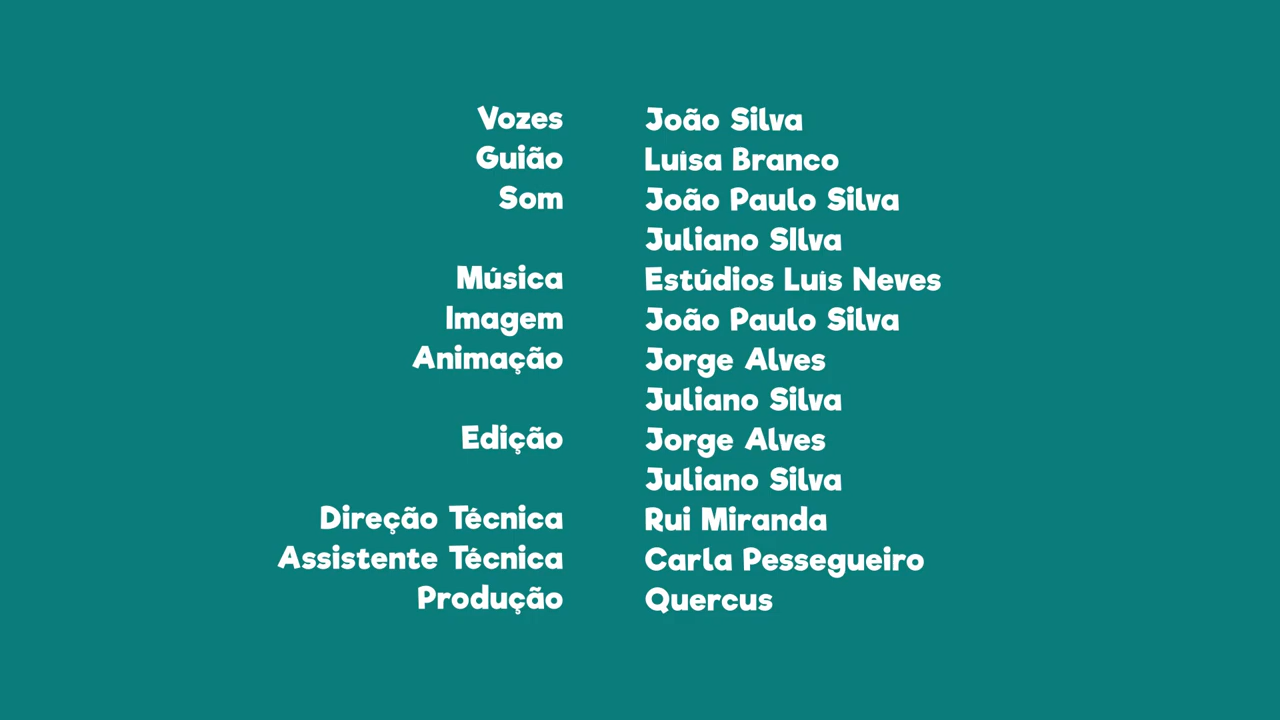 Vozes João Silva
Guião Luísa Branco
Som João Paulo Silva
Juliano SIlva
Música Estúdios Luís Neves
Imagem João Paulo Silva
Animação Jorge Alves
Juliano Silva
Edição Jorge Alves
Juliano Silva
Direção Técnica Rui Miranda
Assistente Técnica Carla Pessegueiro
Produção Quercus